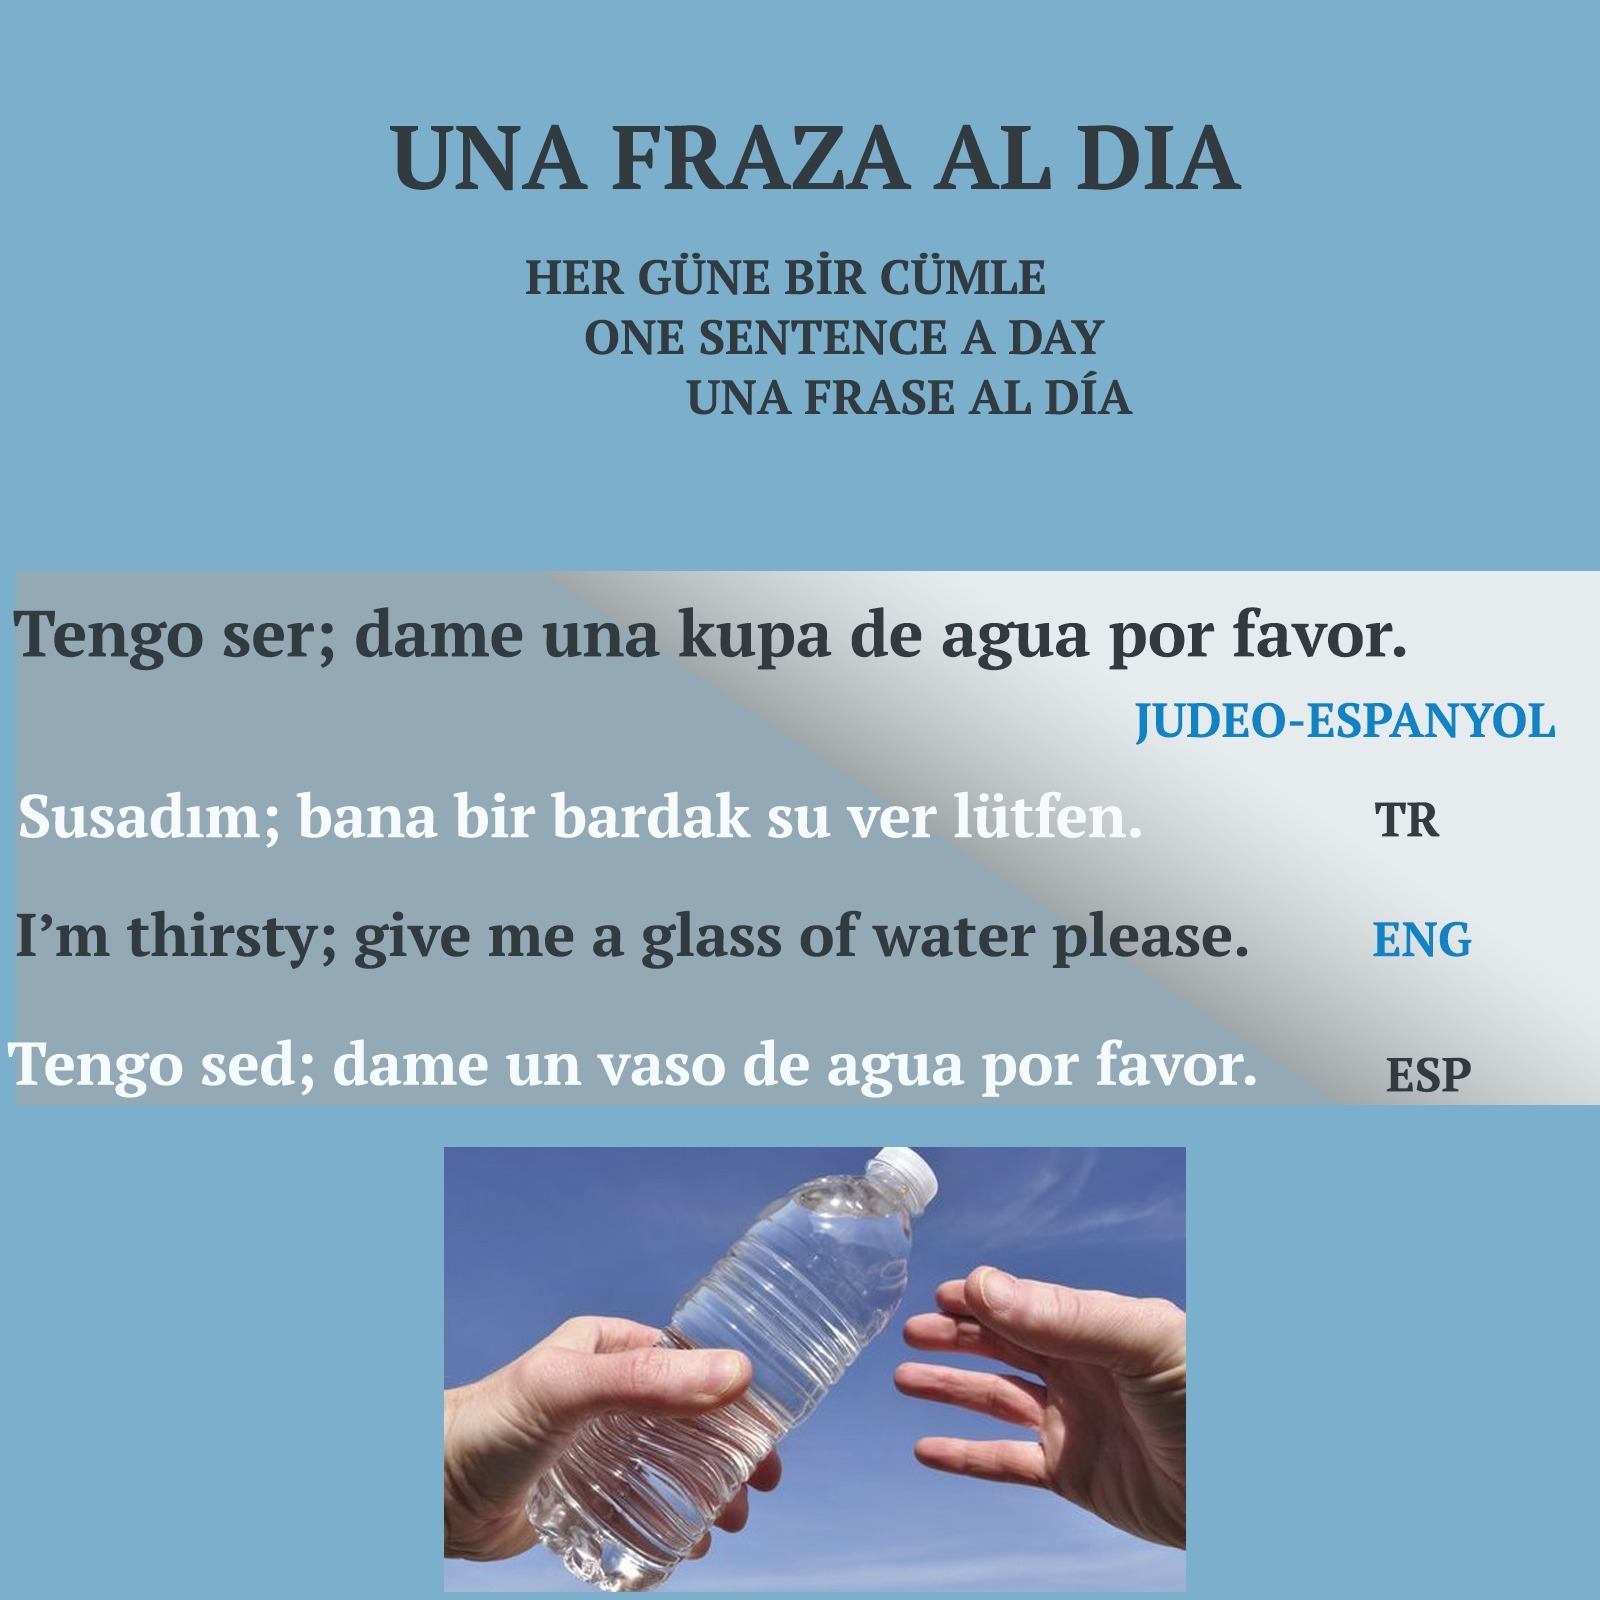 UNA FRAZA AL DIA
HER GÜNE BİR CÜMLE
ONE SENTENCE A DAY
UNA FRASE AL DÍA
Tengo ser; dame una kupa de agua por favor.
JUDEO-ESPANYOL
Susadım; bana bir bardak su ver lütfen. TR
I’m thirsty; give me a glass of water please. ENG
Tengo sed; dame un vaso de agua por favor. ESP